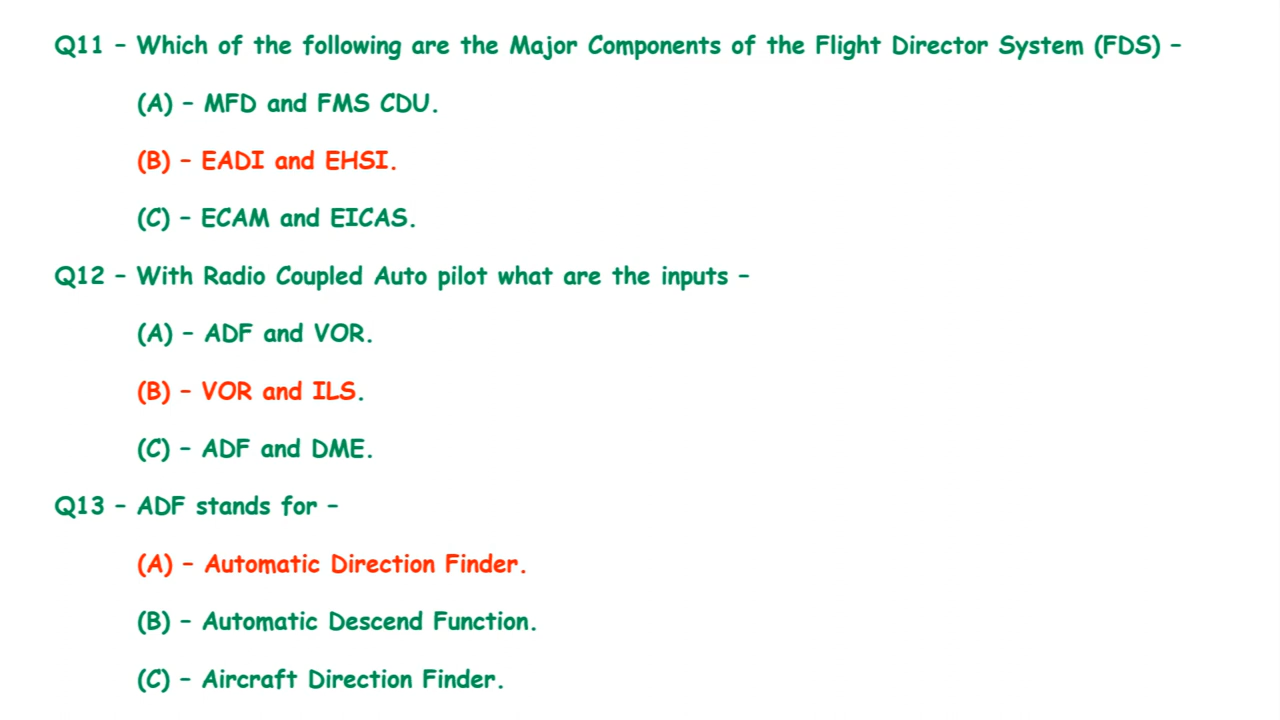 Q11 – Which of the following are the Major Components of the Flight Director System (FDS) –
(A) – MFD and FMS CDU.
(B) – EADI and EHSI.
(C) – ECAM and EICAS.
Q12 – With Radio Coupled Auto pilot what are the inputs –
(A) – ADF and VOR.
(B) – VOR and ILS.
(C) – ADF and DME.
Q13 – ADF stands for –
(A) – Automatic Direction Finder.
(B) – Automatic Descend Function.
(C) – Aircraft Direction Finder.